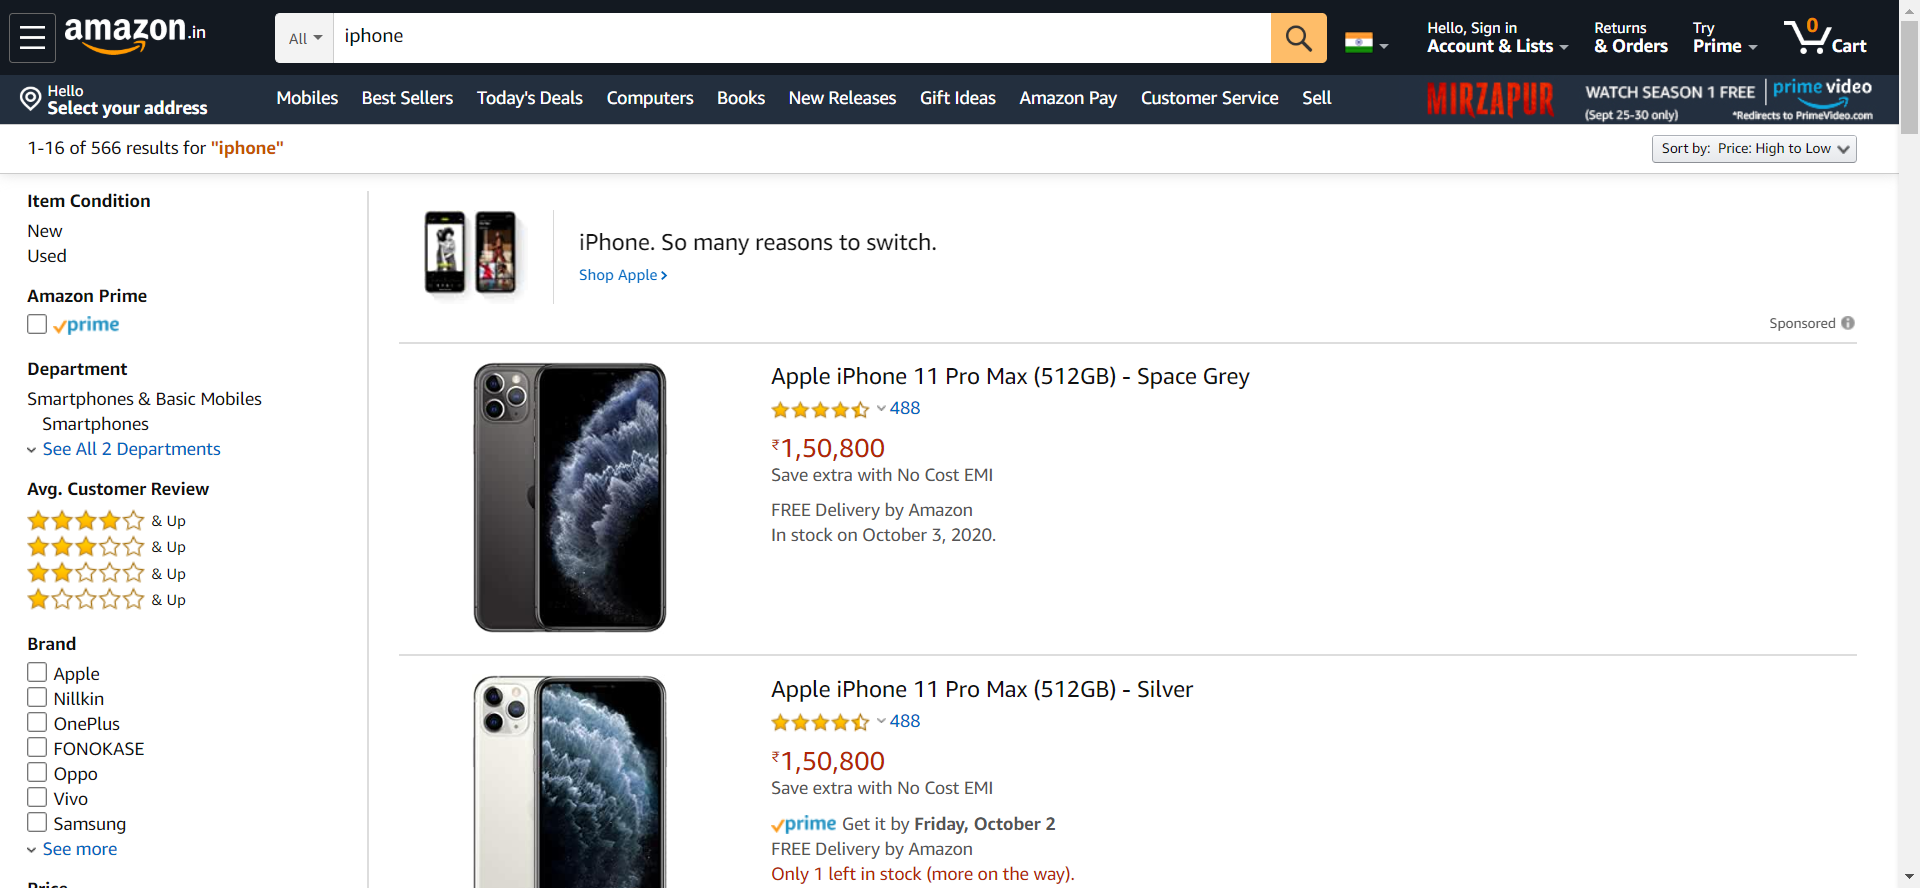 amazon.in
All
iphone
Hello, Sign in
Account & Lists
Returns
& Orders
Try
Prime
0
Cart
Hello
Select your address
Mobiles
Best Sellers
Today's Deals
Computers
Books
New Releases
Gift Ideas
Amazon Pay
Customer Service
Sell
MIRZAPUR
WATCH SEASON 1 FREE
(Sept 25-30 only)
prime video
*Redirects to PrimeVideo.com
1-16 of 566 results for "iphone"
Sort by: Price: High to Low
Item Condition
New
Used
Amazon Prime
prime
Department
Smartphones & Basic Mobiles
Smartphones
See All 2 Departments
Avg. Customer Review
& Up
& Up
& Up
& Up
Brand
Apple
Nillkin
OnePlus
FONOKASE
Oppo
Vivo
Samsung
See more
Price
iPhone. So many reasons to switch.
Shop Apple
Sponsored
Apple iPhone 11 Pro Max (512GB) - Space Grey
488
₹1,50,800
Save extra with No Cost EMI
FREE Delivery by Amazon
In stock on October 3, 2020.
Apple iPhone 11 Pro Max (512GB) - Silver
488
₹1,50,800
Save extra with No Cost EMI
prime Get it by Friday, October 2
FREE Delivery by Amazon
Only 1 left in stock (more on the way).